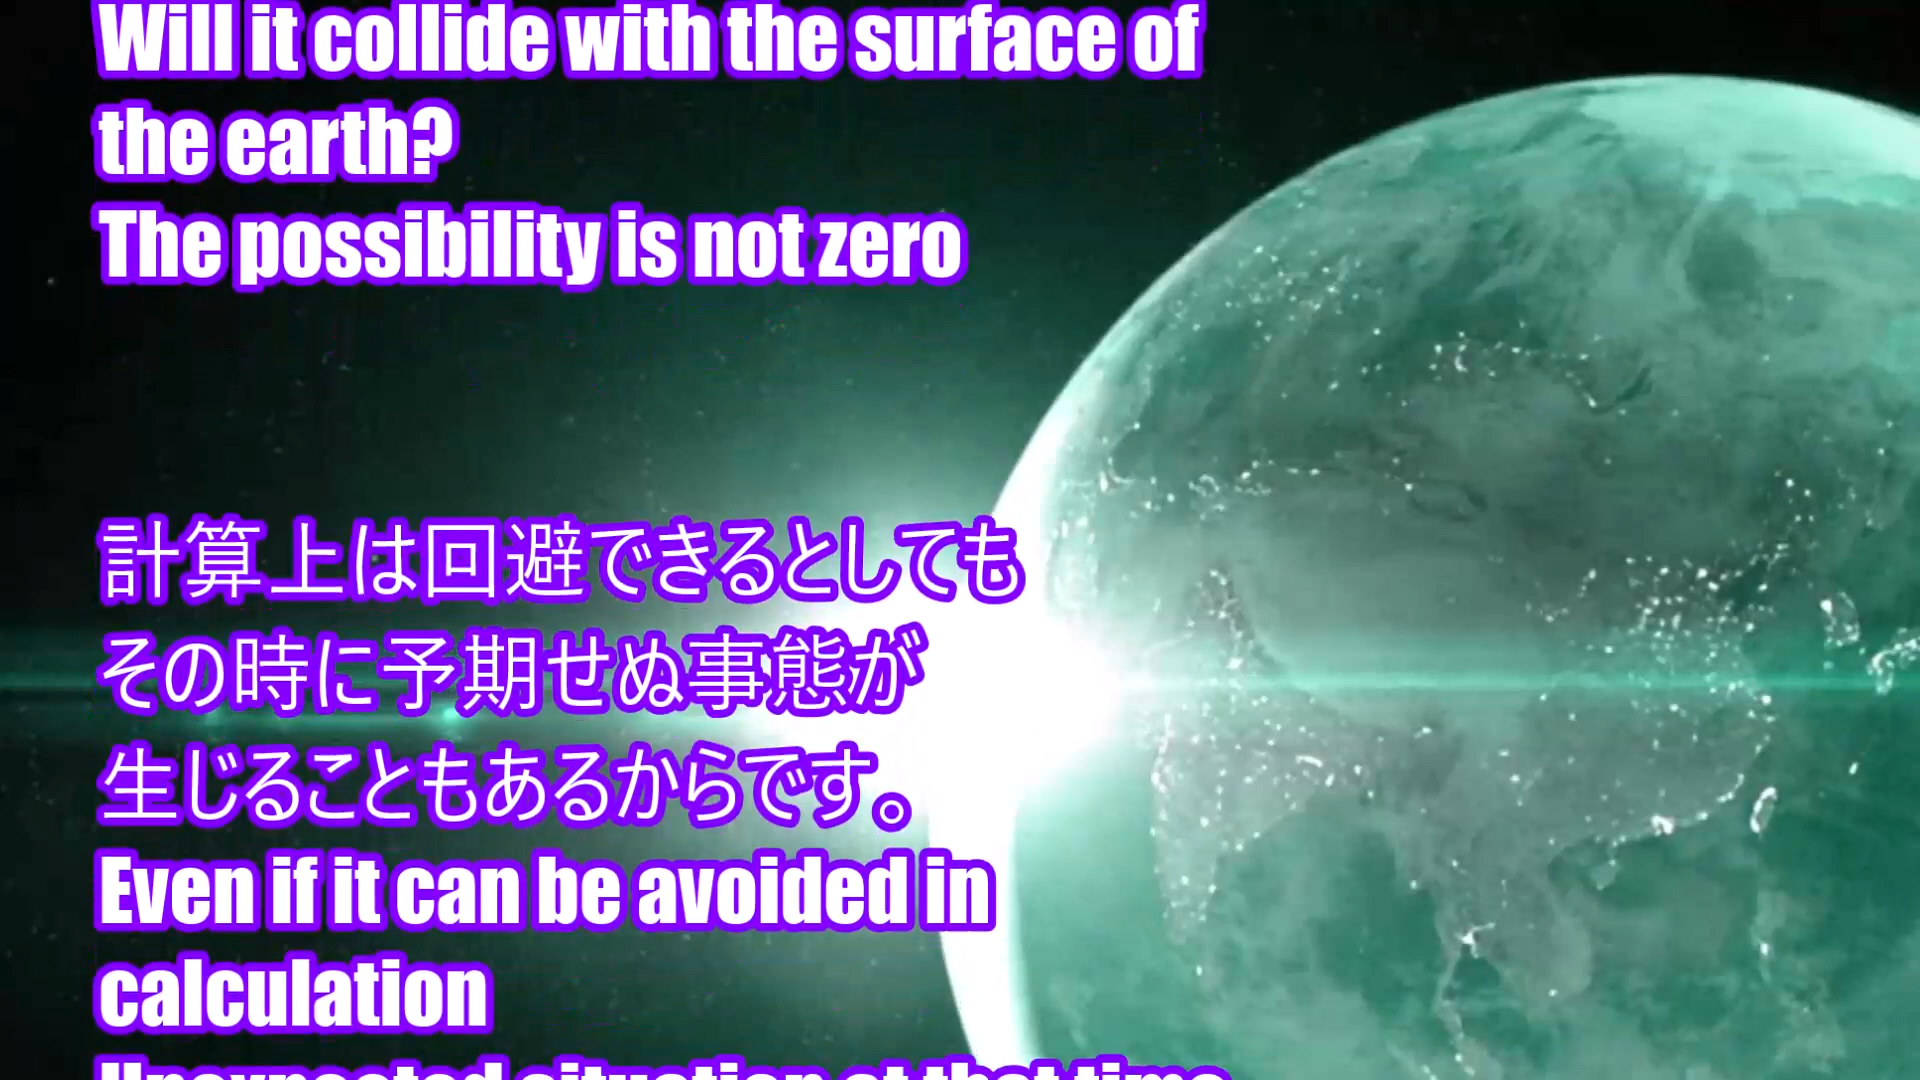 Will it collide with the surface of
the earth?
The possibility is not zero
計算上は回避できるとしても
その時に予期せぬ事態が
生じることもあるからです。
Even if it can be avoided in
calculation
Unexpected situation at that time